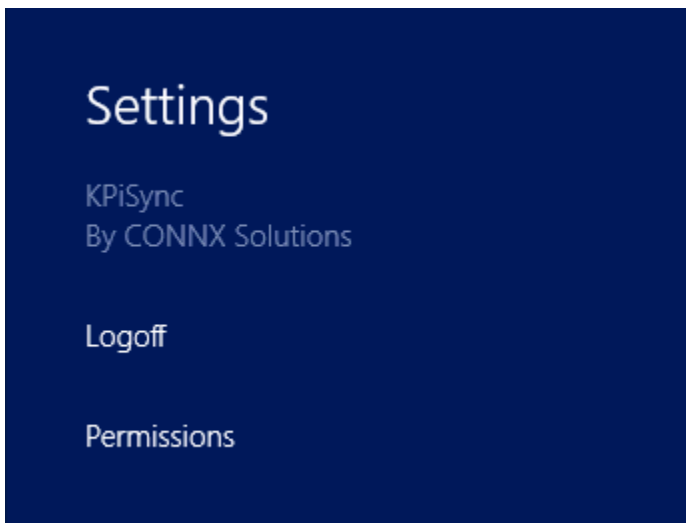 Settings
KPiSync
By CONNX Solutions
Logoff
Permissions